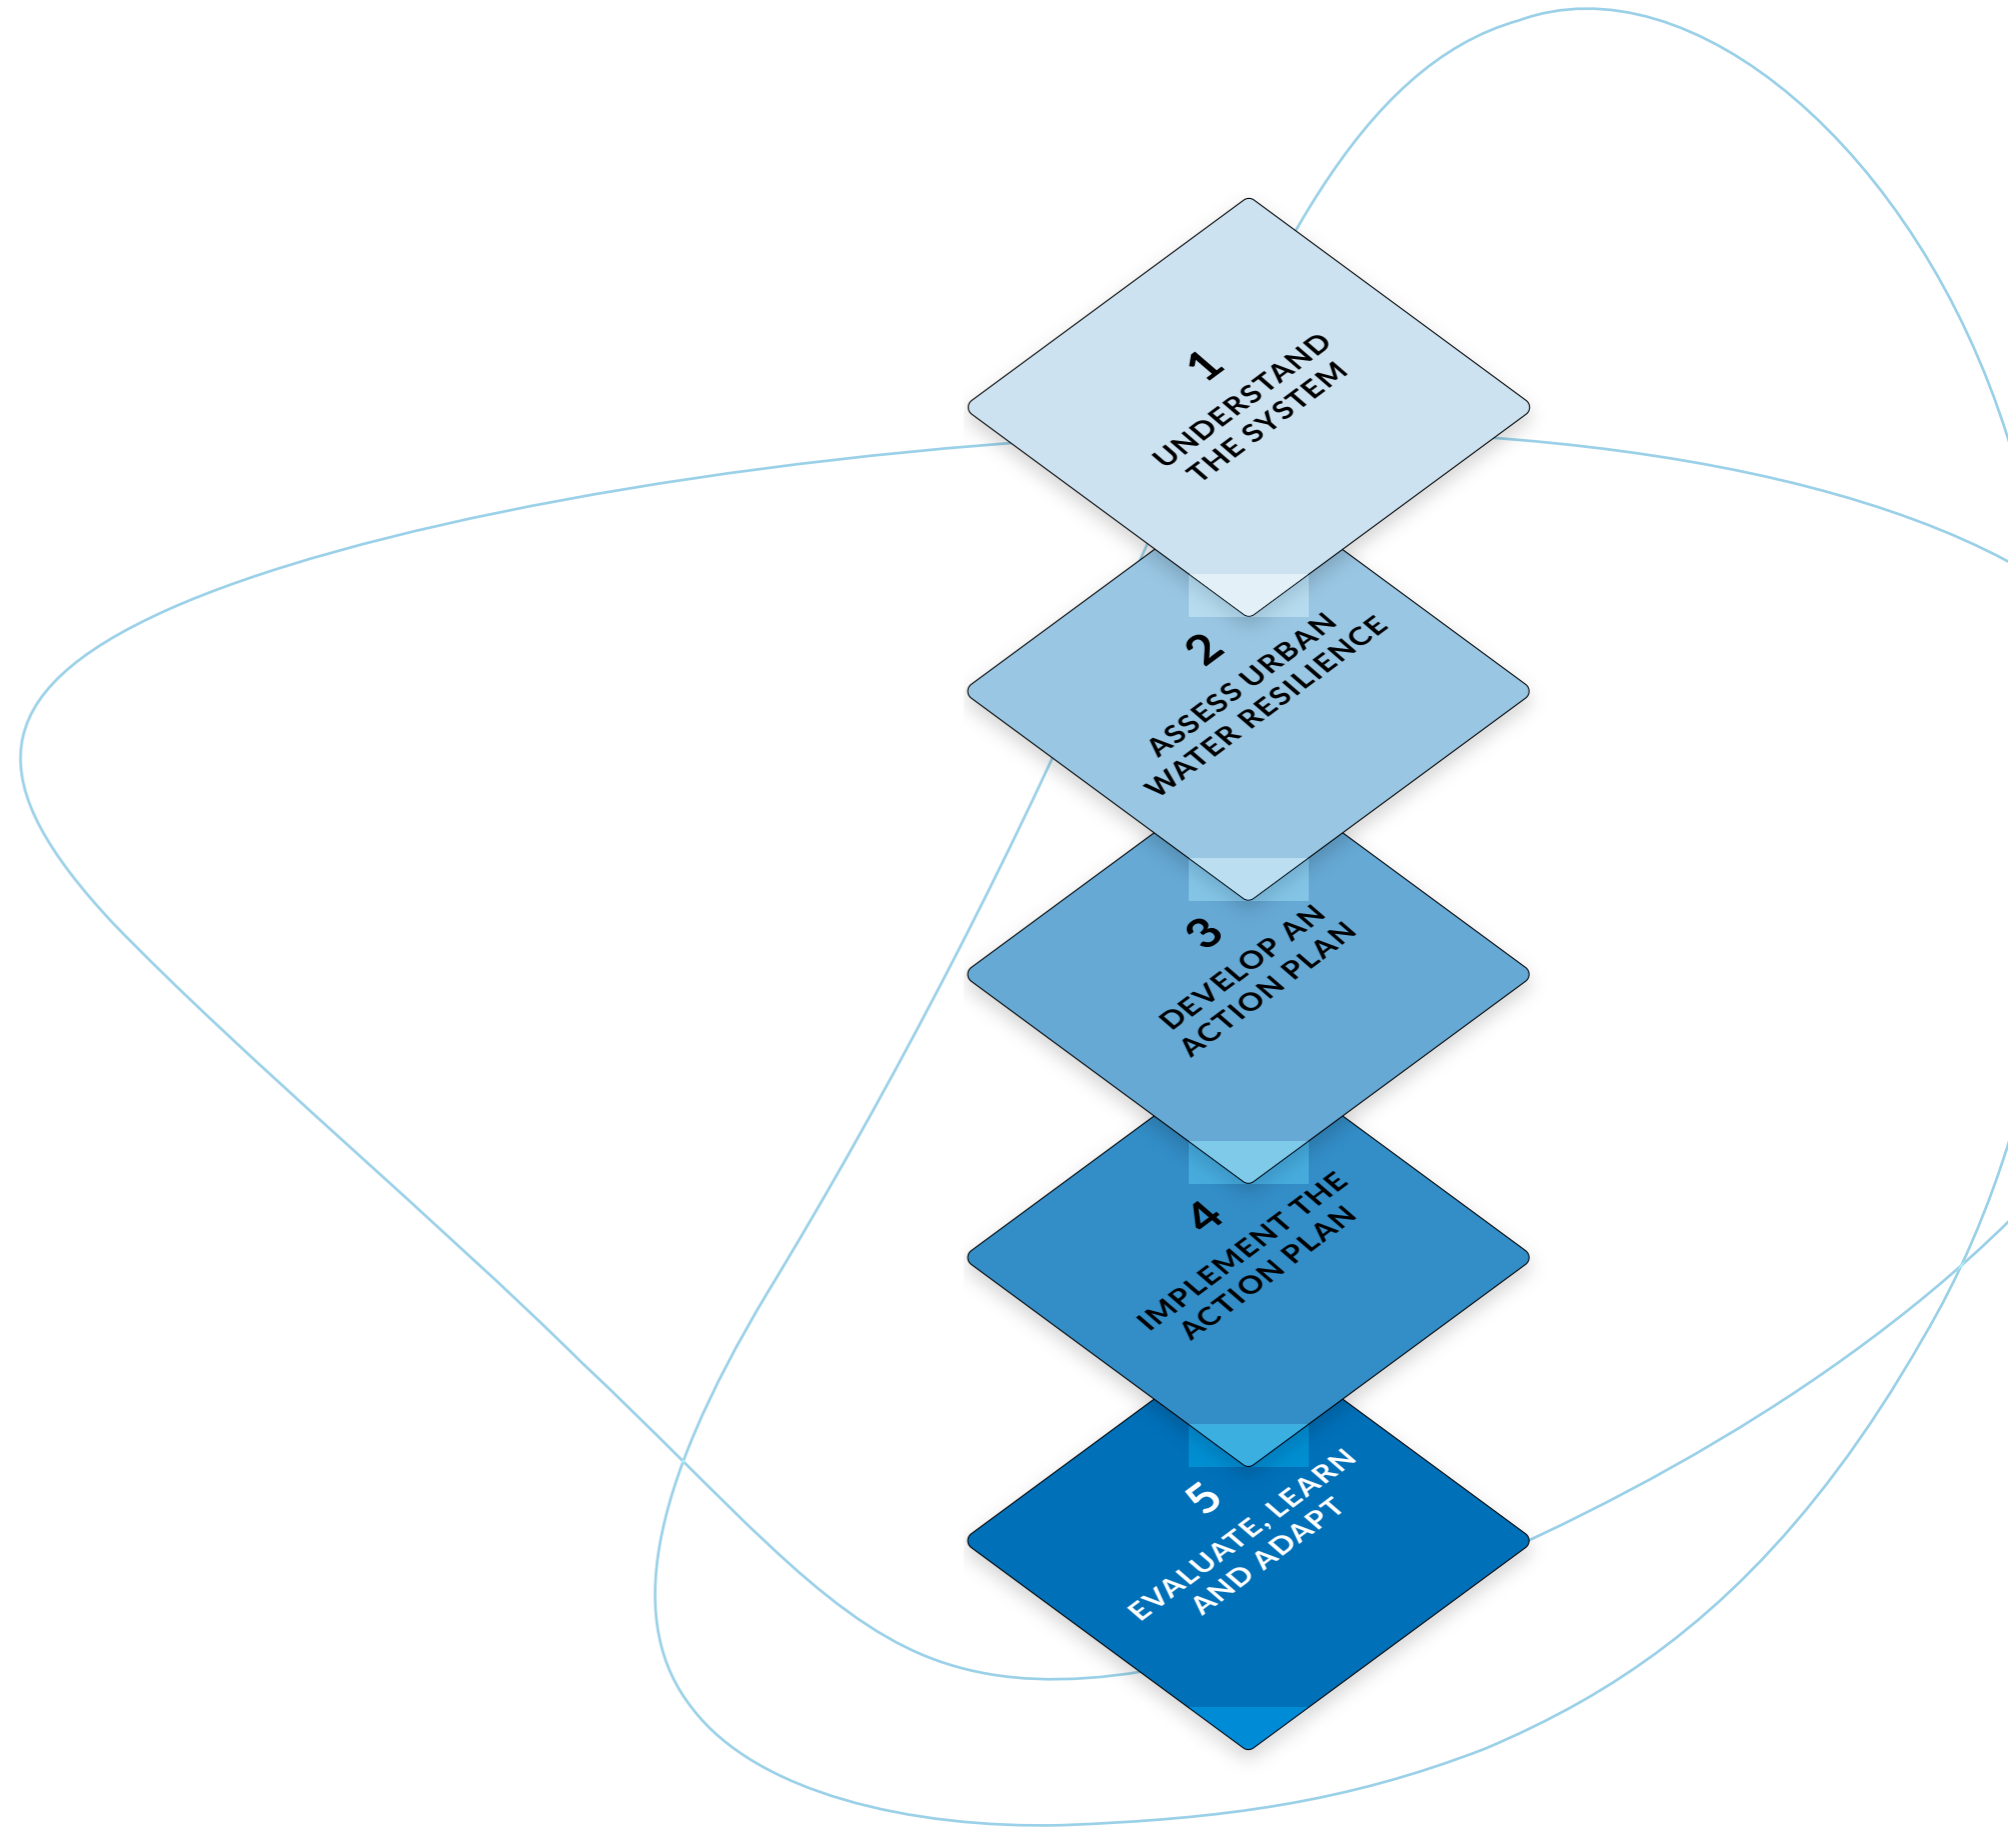 1
UNDERSTAND
THE SYSTEM
2
ASSESS URBAN
WATER RESILIENCE
3
DEVELOP AN
ACTION PLAN
4
IMPLEMENT THE
ACTION PLAN
5
EVALUATE, LEARN
AND ADAPT